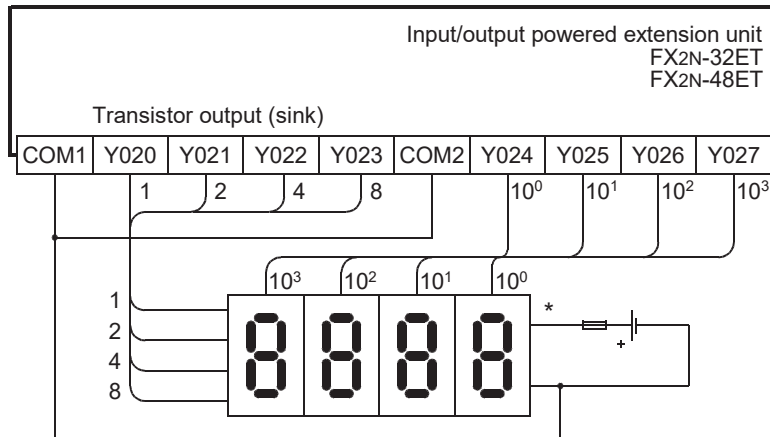 Input/output powered extension unit
FX2N-32ET
FX2N-48ET
Transistor output (sink)
COM1 Y020 Y021 Y022 Y023 COM2 Y024 Y025 Y026 Y027
1 2 4 8 10⁰ 10¹ 10² 10³
10³ 10² 10¹ 10⁰
1
2
4
8
*
+